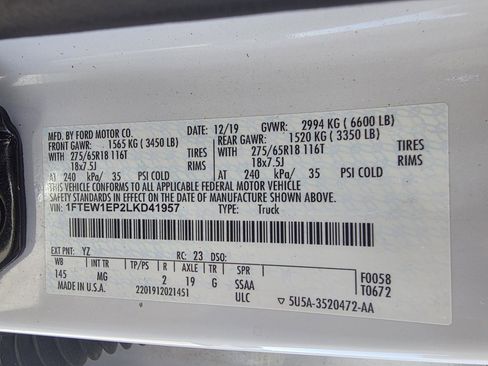 MFD. BY FORD MOTOR CO. DATE: 12/19 GVWR: 2994 KG ( 6600 LB)
FRONT GAWR: 1565 KG ( 3450 LB) REAR GAWR: 1520 KG ( 3350 LB)
WITH 275/65R18 116T TIRES WITH 275/65R18 116T TIRES
18x7.5J RIMS 18x7.5J RIMS
AT 240 kPa/ 35 PSI COLD AT 240 kPa/ 35 PSI COLD
THIS VEHICLE CONFORMS TO ALL APPLICABLE FEDERAL MOTOR VEHICLE
SAFETY STANDARDS IN EFFECT ON THE DATE OF MANUFACTURE SHOWN ABOVE.
VIN: 1FTEW1EP2LKD41957 TYPE: Truck
EXT PNT: YZ RC: 23 DSO:
WB INT TR TP/PS R AXLE TR SPR F0058
145 MG 2 19 G SSAA T0672
MADE IN U.S.A. 2201912021451 ULC ▽ 5U5A-3520472-AA